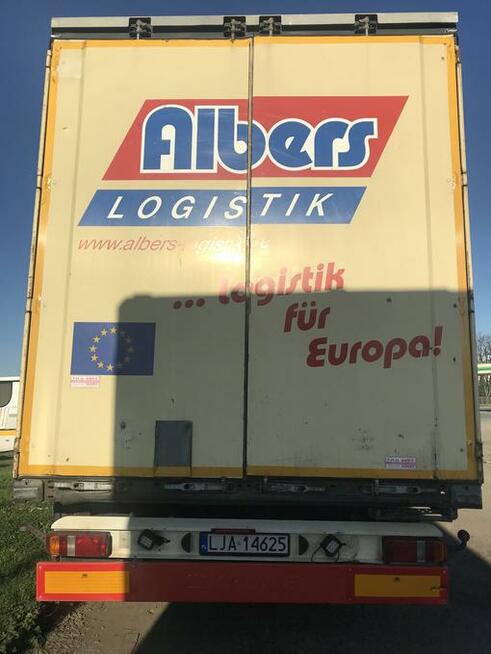 Albers
LOGISTIK
www.albers-logistik.de
... Logistik
für
Europa!
LJA 14625